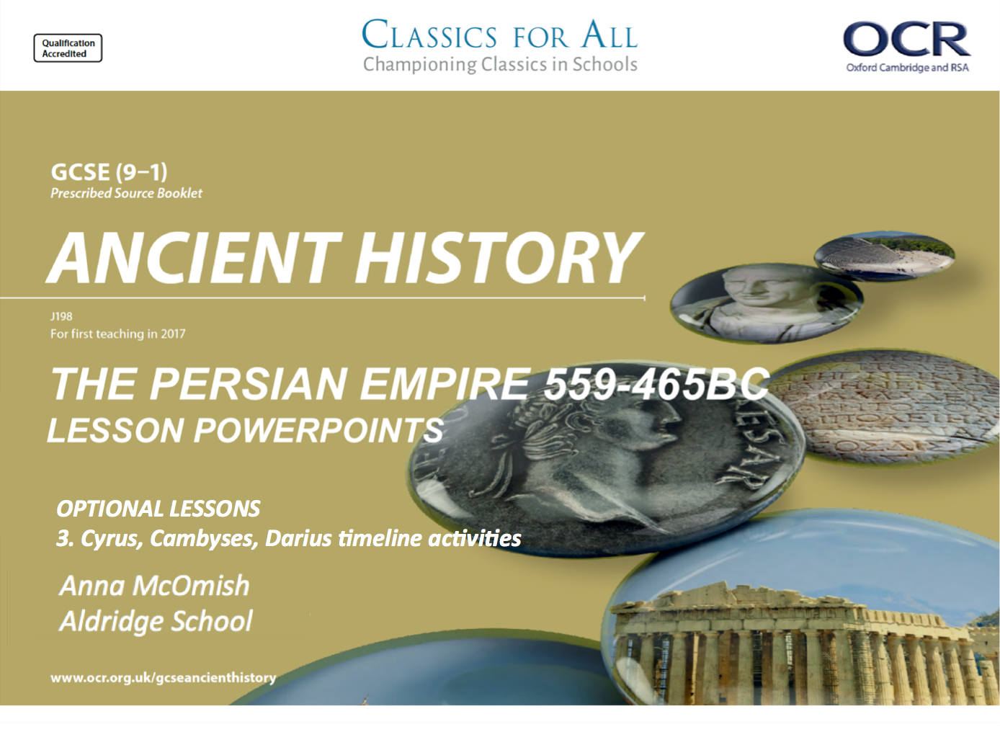 Qualification
Accredited
CLASSICS FOR ALL
Championing Classics in Schools
OCR
Oxford Cambridge and RSA
GCSE (9–1)
Prescribed Source Booklet
ANCIENT HISTORY
J198
For first teaching in 2017
THE PERSIAN EMPIRE 559-465BC
LESSON POWERPOINTS
AESAR
OPTIONAL LESSONS
3. Cyrus, Cambyses, Darius timeline activities
Anna McOmish
Aldridge School
www.ocr.org.uk/gcseancienthistory